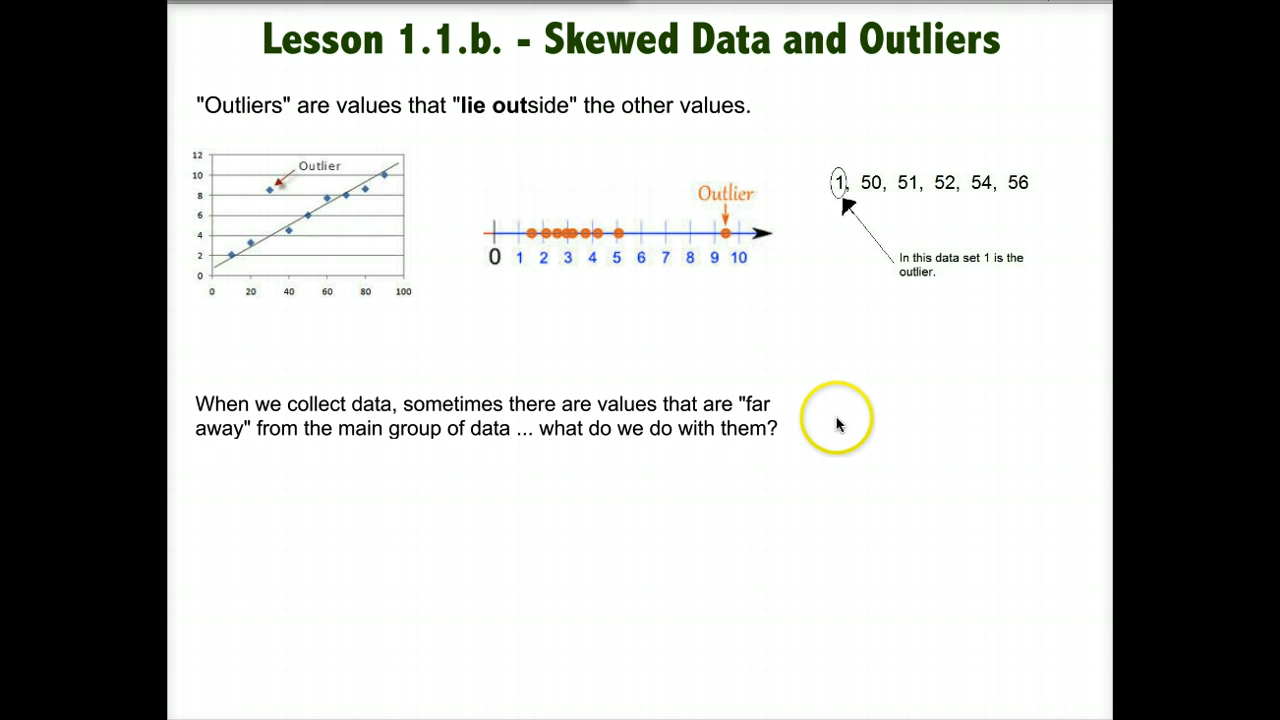 Lesson 1.1.b. - Skewed Data and Outliers
"Outliers" are values that "lie outside" the other values.
12
10
8
6
4
2
0
Outlier
0 20 40 60 80 100
Outlier
0 1 2 3 4 5 6 7 8 9 10
1, 50, 51, 52, 54, 56
In this data set 1 is the
outlier.
When we collect data, sometimes there are values that are "far
away" from the main group of data ... what do we do with them?